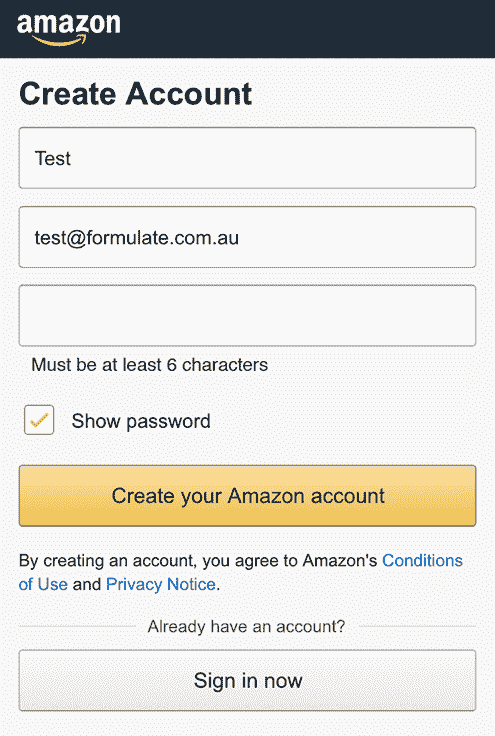 amazon
Create Account
Test
test@formulate.com.au
Must be at least 6 characters
Show password
Create your Amazon account
By creating an account, you agree to Amazon's Conditions
of Use and Privacy Notice.
Already have an account?
Sign in now